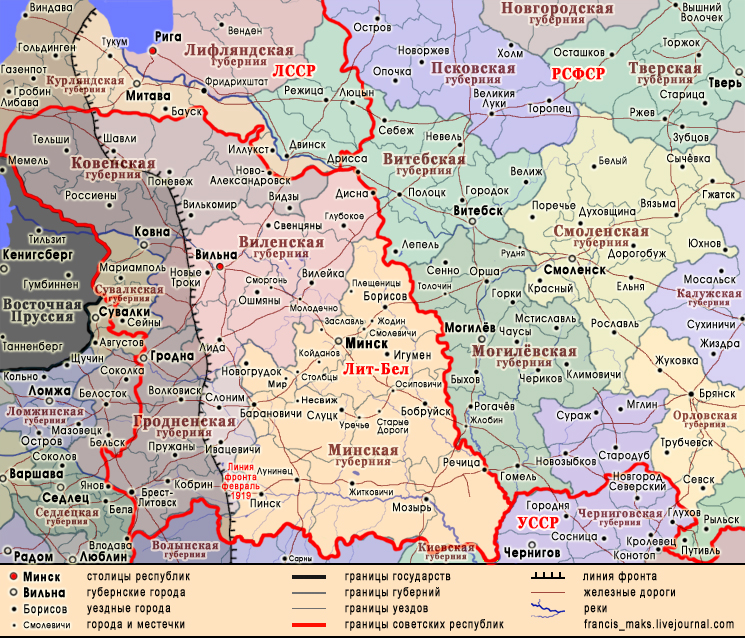 Виндава
Гольдинген
Тукум
Рига
Венден
Остров
Новгородская
губерния
Вышний
Волочек
Лифляндская
губерния
ЛССР
Новоржев
Холм
Осташков
Торжок
Газенпот
Гробин
Либава
Курляндская
губерния
Митава
Фридрихштат
Режица
Люцын
Опочка
Псковская
губерния
РСФСР
Тверская
губерния
Тверь
Бауск
Великия
Луки
Торопец
Старица
Ржев
Зубцов
Тельши
Шавли
Иллукст
Двинск
Дрисса
Себеж
Невель
Мемель
Ковенская
губерния
Поневеж
Ново-
Александровск
Витебская
губерния
Велиж
Белый
Сычёвка
Россиены
Вилькомир
Видзы
Дисна
Полоцк
Городок
Поречье
Духовщина
Вязьма
Гжатск
Тильзит
Ковна
Свенцяны
Глубокое
Витебск
Кенигсберг
Виленская
губерния
Лепель
Смоленская
губерния
Юхнов
Мариамполь
Вильна
Новые
Троки
Рудня
Дорогобуж
Гумбиннен
Сморгонь
Вилейка
Сенно
Орша
Смоленск
Мосальск
Сувалкская
губерния
Ошмяны
Плещеницы
Толочин
Красный
Ельня
Калужская
губерния
Восточная
Пруссия
Сувалки
Сейны
Молодечно
Борисов
Горки
Заславль
Жодин
Смолевичи
Могилёв
Мстиславль
Чаусы
Рославль
Сухиничи
Танненберг
Августов
Лида
Минск
Жиздра
Щучин
Гродна
Койданов
Игумен
Могилёвская
губерния
Жуковка
Кольно
Соколка
Новогрудок
Мир
Столбцы
Лит-Бел
Осиповичи
Быхов
Чериков
Климовичи
Ломжа
Белосток
Волковиск
Слоним
Несвиж
Брянск
Ломжинская
губерния
Барановичи
Слуцк
Бобруйск
Рогачёв
Мглин
Мазовецк
Гродненская
губерния
Уречье
Старые
Дороги
Жлобин
Сураж
Орловская
губерния
Остров
Бельск
Соколов
Пружаны
Ивацевичи
Минская
губерния
Трубчевск
Варшава
Линия
фронта
февраль
1919
Лунинец
Речица
Новозыбков
Стародуб
Янов
Кобрин
Житковичи
Гомель
Новгород
Северский
Севск
Седлец
Брест-
Литовск
Пинск
Седлецкая
губерния
Бела
Мозырь
Городня
Черниговская
губерния
Глухов
Рыльск
УССР
Сосница
Влодава
Волынская
губерния
Киевская
губерния
Чернигов
Кролевец
Путивль
Радом
Люблин
Сарны
Конотоп
Минск столицы республик границы государств линия фронта
Вильна губернские города границы губерний железные дороги
Борисов уездные города границы уездов реки
Смолевичи города и местечки границы советских республик francis_maks.livejournal.com